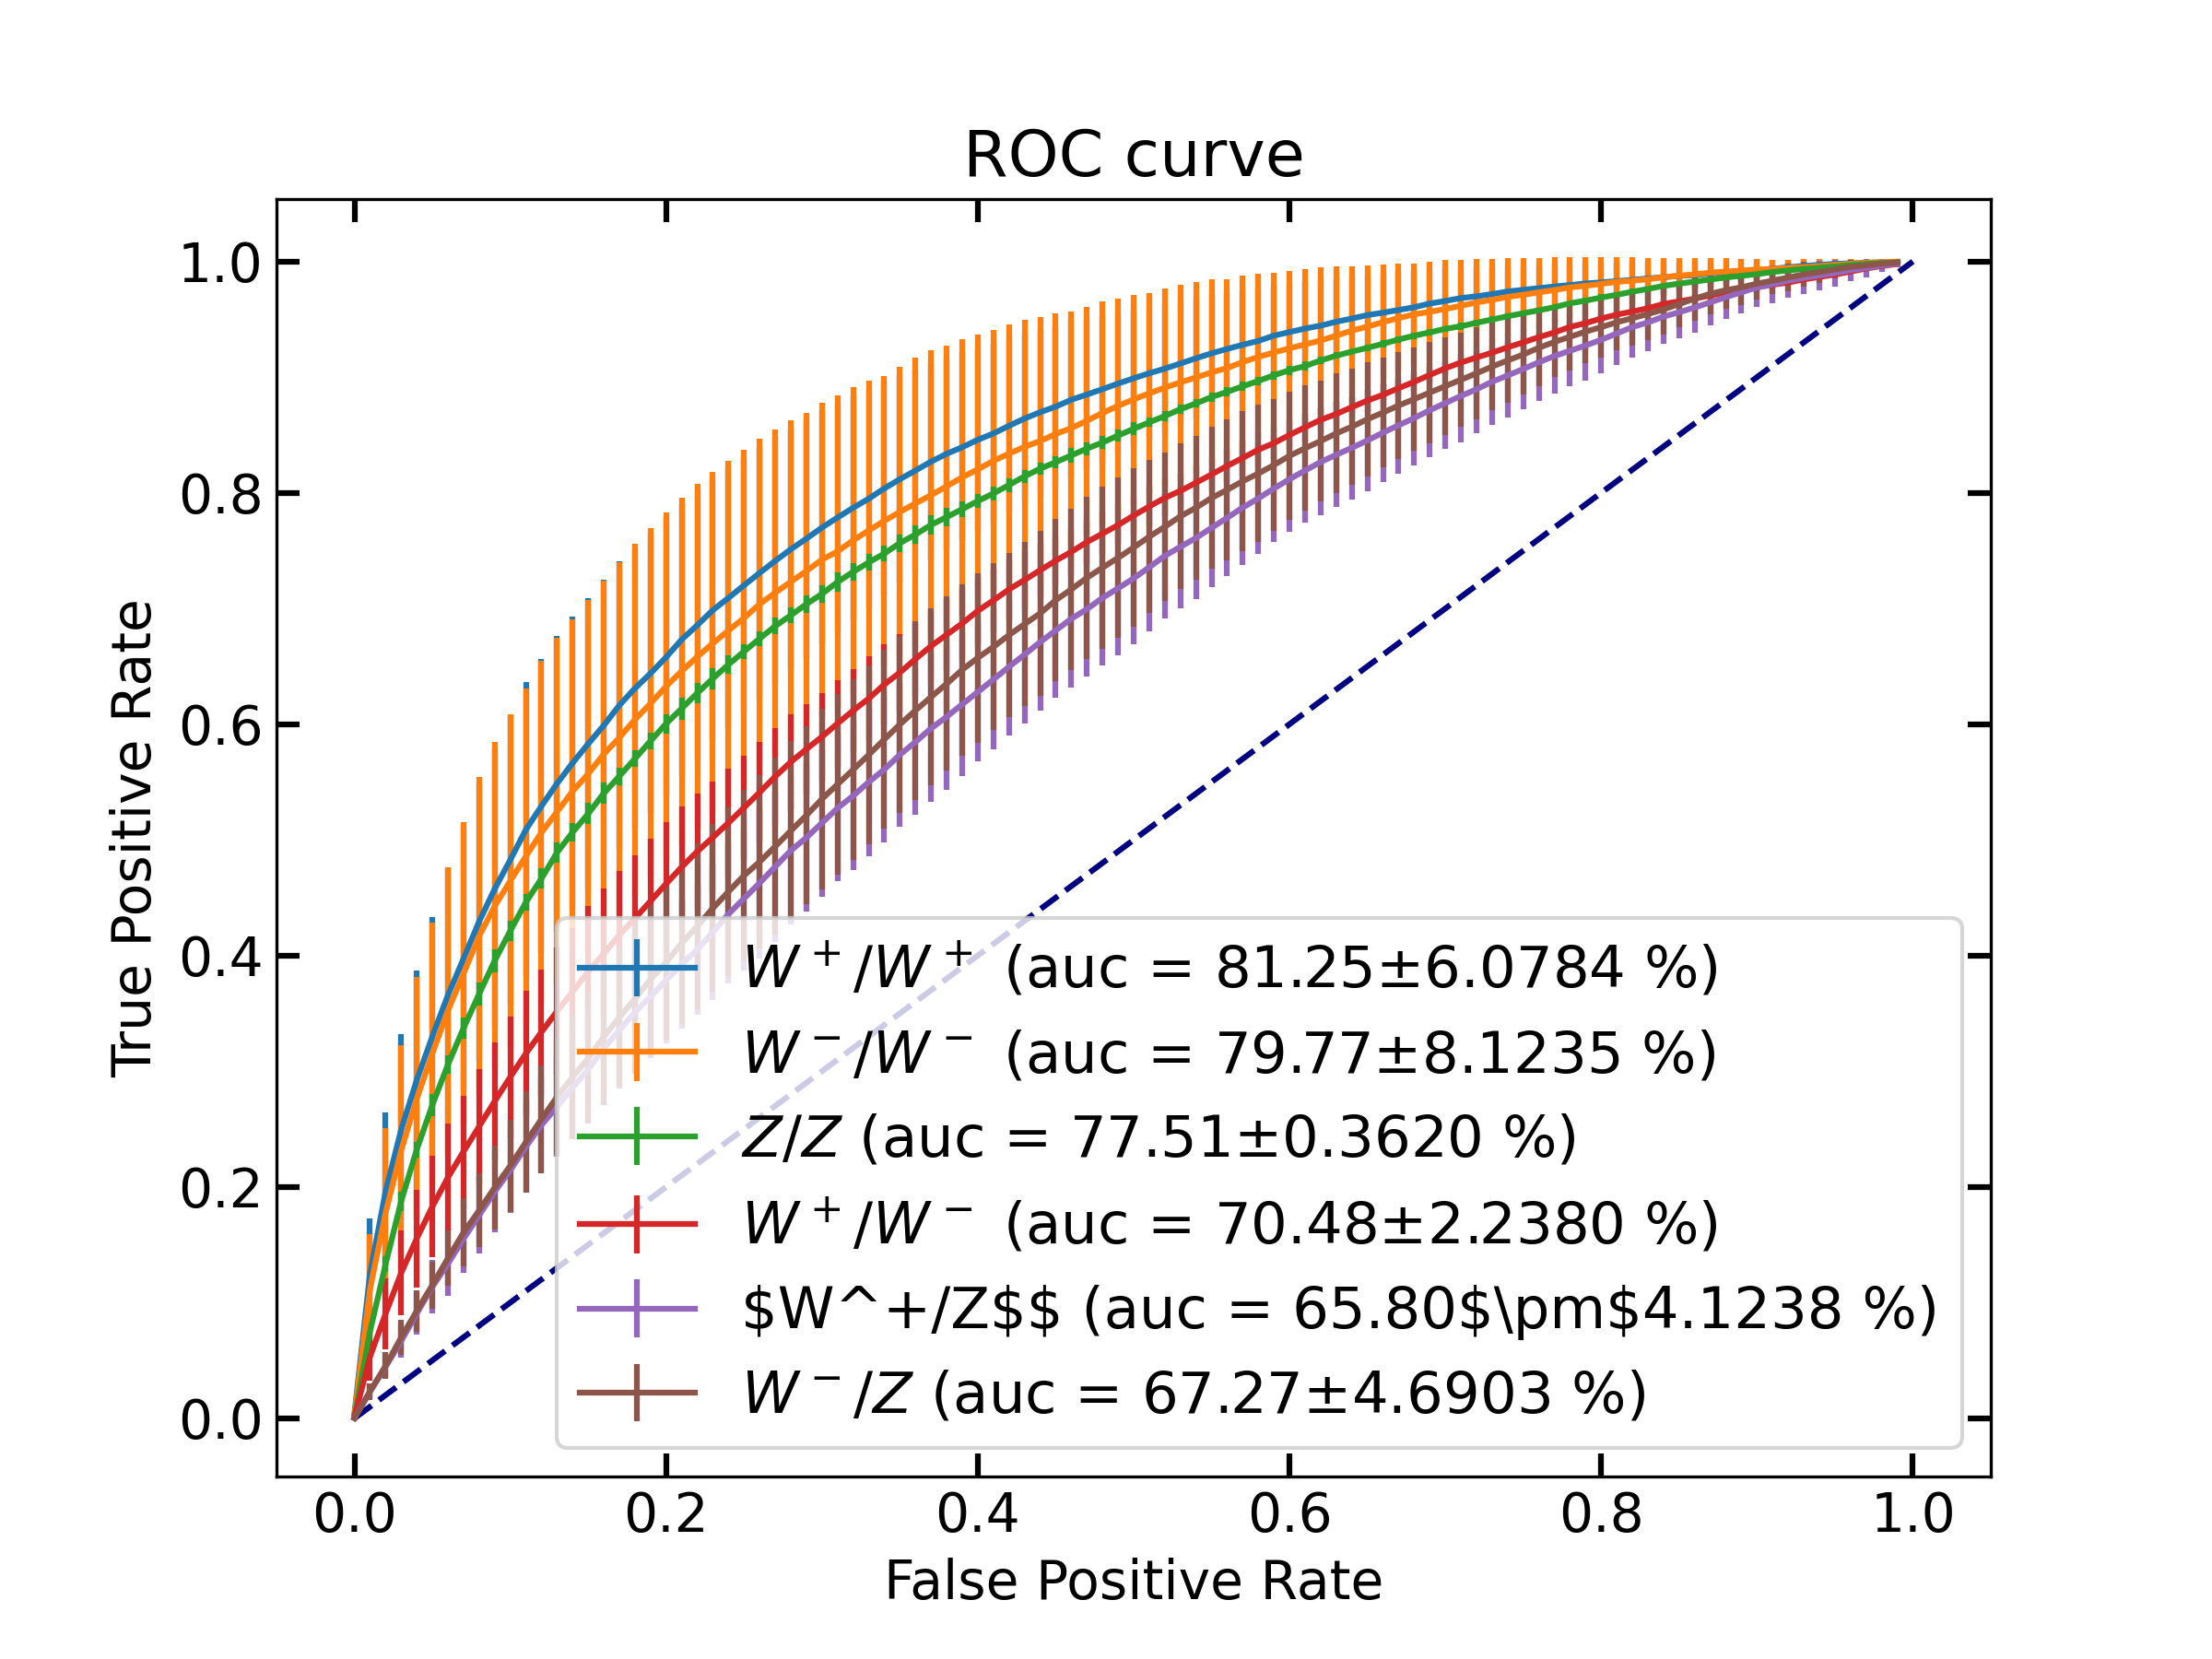 ROC curve
1.0
0.8
0.6
0.4
0.2
0.0
True Positive Rate
W⁺/W⁺ (auc = 81.25±6.0784 %)
W⁻/W⁻ (auc = 79.77±8.1235 %)
Z/Z (auc = 77.51±0.3620 %)
W⁺/W⁻ (auc = 70.48±2.2380 %)
$W^+/Z$$ (auc = 65.80$\pm$4.1238 %)
W⁻/Z (auc = 67.27±4.6903 %)
0.0 0.2 0.4 0.6 0.8 1.0
False Positive Rate